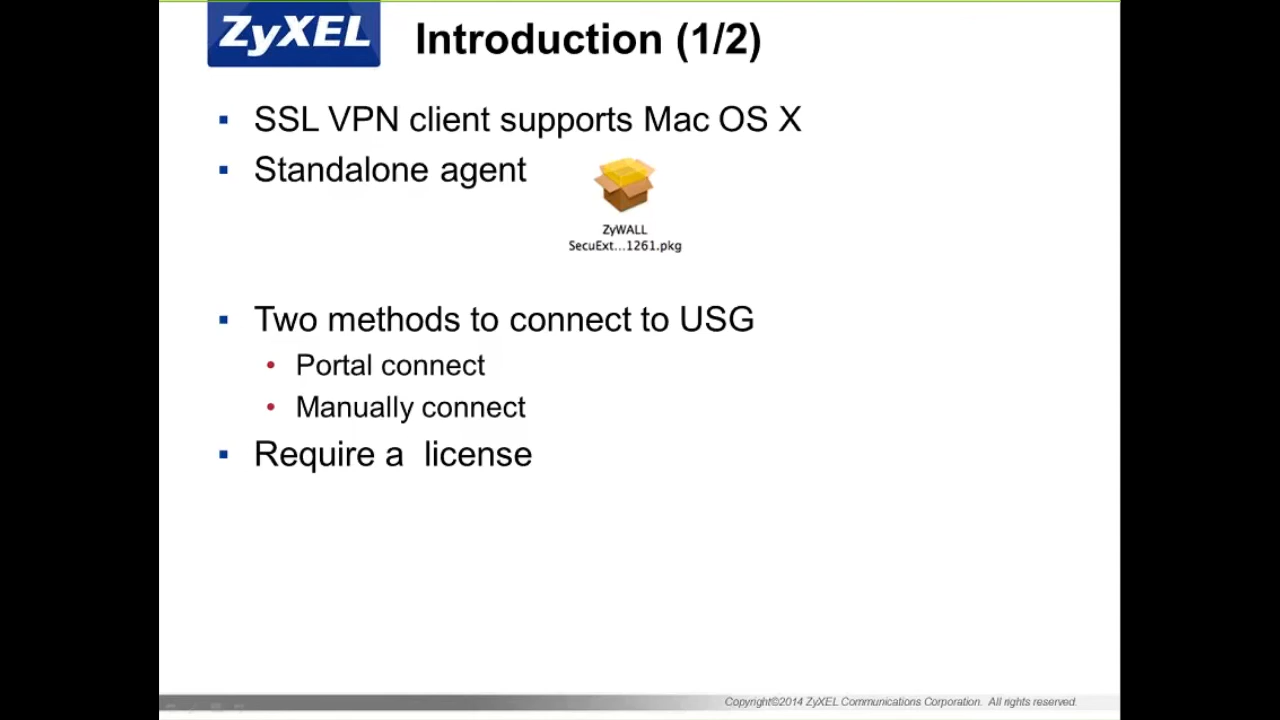 ZyXEL Introduction (1/2)
▪ SSL VPN client supports Mac OS X
▪ Standalone agent
ZyWALL
SecuExt...1261.pkg
▪ Two methods to connect to USG
• Portal connect
• Manually connect
▪ Require a  license
Copyright©2014 ZyXEL Communications Corporation. All rights reserved.